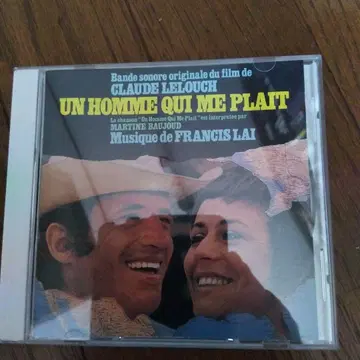 Bande sonore originale du film de
CLAUDE LELOUCH
UN HOMME QUI ME PLAIT
La chanson "Un Homme Qui Me Plait" est interpretée par
MARTINE BAUJOUD
Musique de FRANCIS LAI